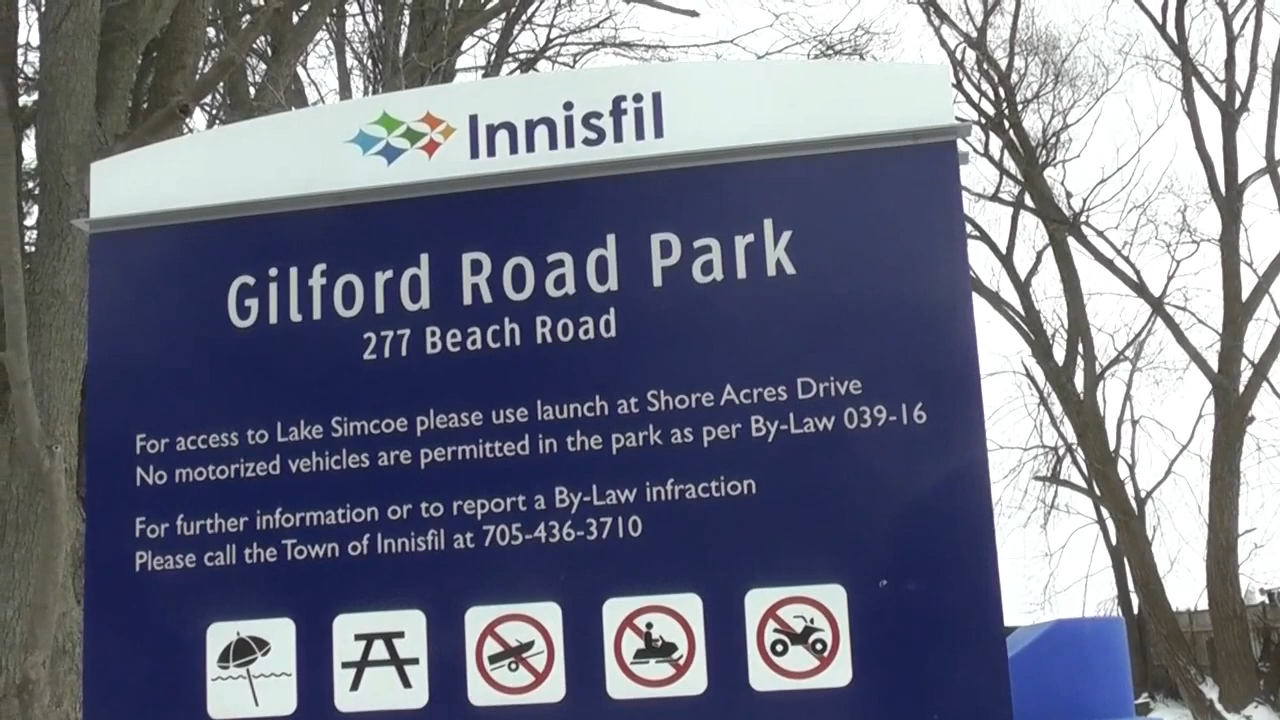 Innisfil
Gilford Road Park
277 Beach Road
For access to Lake Simcoe please use launch at Shore Acres Drive
No motorized vehicles are permitted in the park as per By-Law 039-16
For further information or to report a By-Law infraction
Please call the Town of Innisfil at 705-436-3710